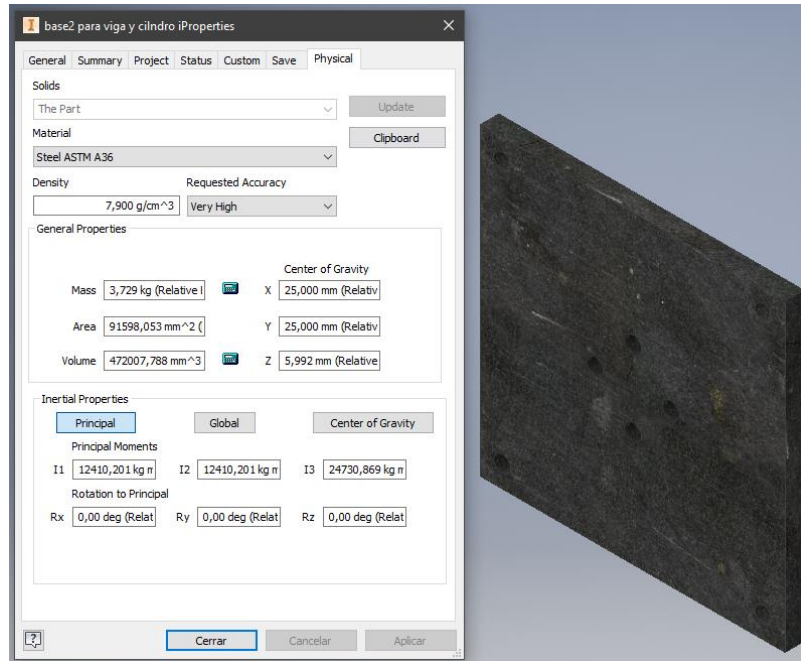 base2 para viga y cilndro iProperties
General Summary Project Status Custom Save Physical
Solids
The Part
Update
Material
Clipboard
Steel ASTM A36
Density Requested Accuracy
7,900 g/cm^3 Very High
General Properties
Center of Gravity
Mass 3,729 kg (Relative I X 25,000 mm (Relativ
Area 91598,053 mm^2 ( Y 25,000 mm (Relativ
Volume 472007,788 mm^3 Z 5,992 mm (Relative
Inertial Properties
Principal Global Center of Gravity
Principal Moments
I1 12410,201 kg m I2 12410,201 kg m I3 24730,869 kg m
Rotation to Principal
Rx 0,00 deg (Relat Ry 0,00 deg (Relat Rz 0,00 deg (Relat
Cerrar Cancelar Aplicar